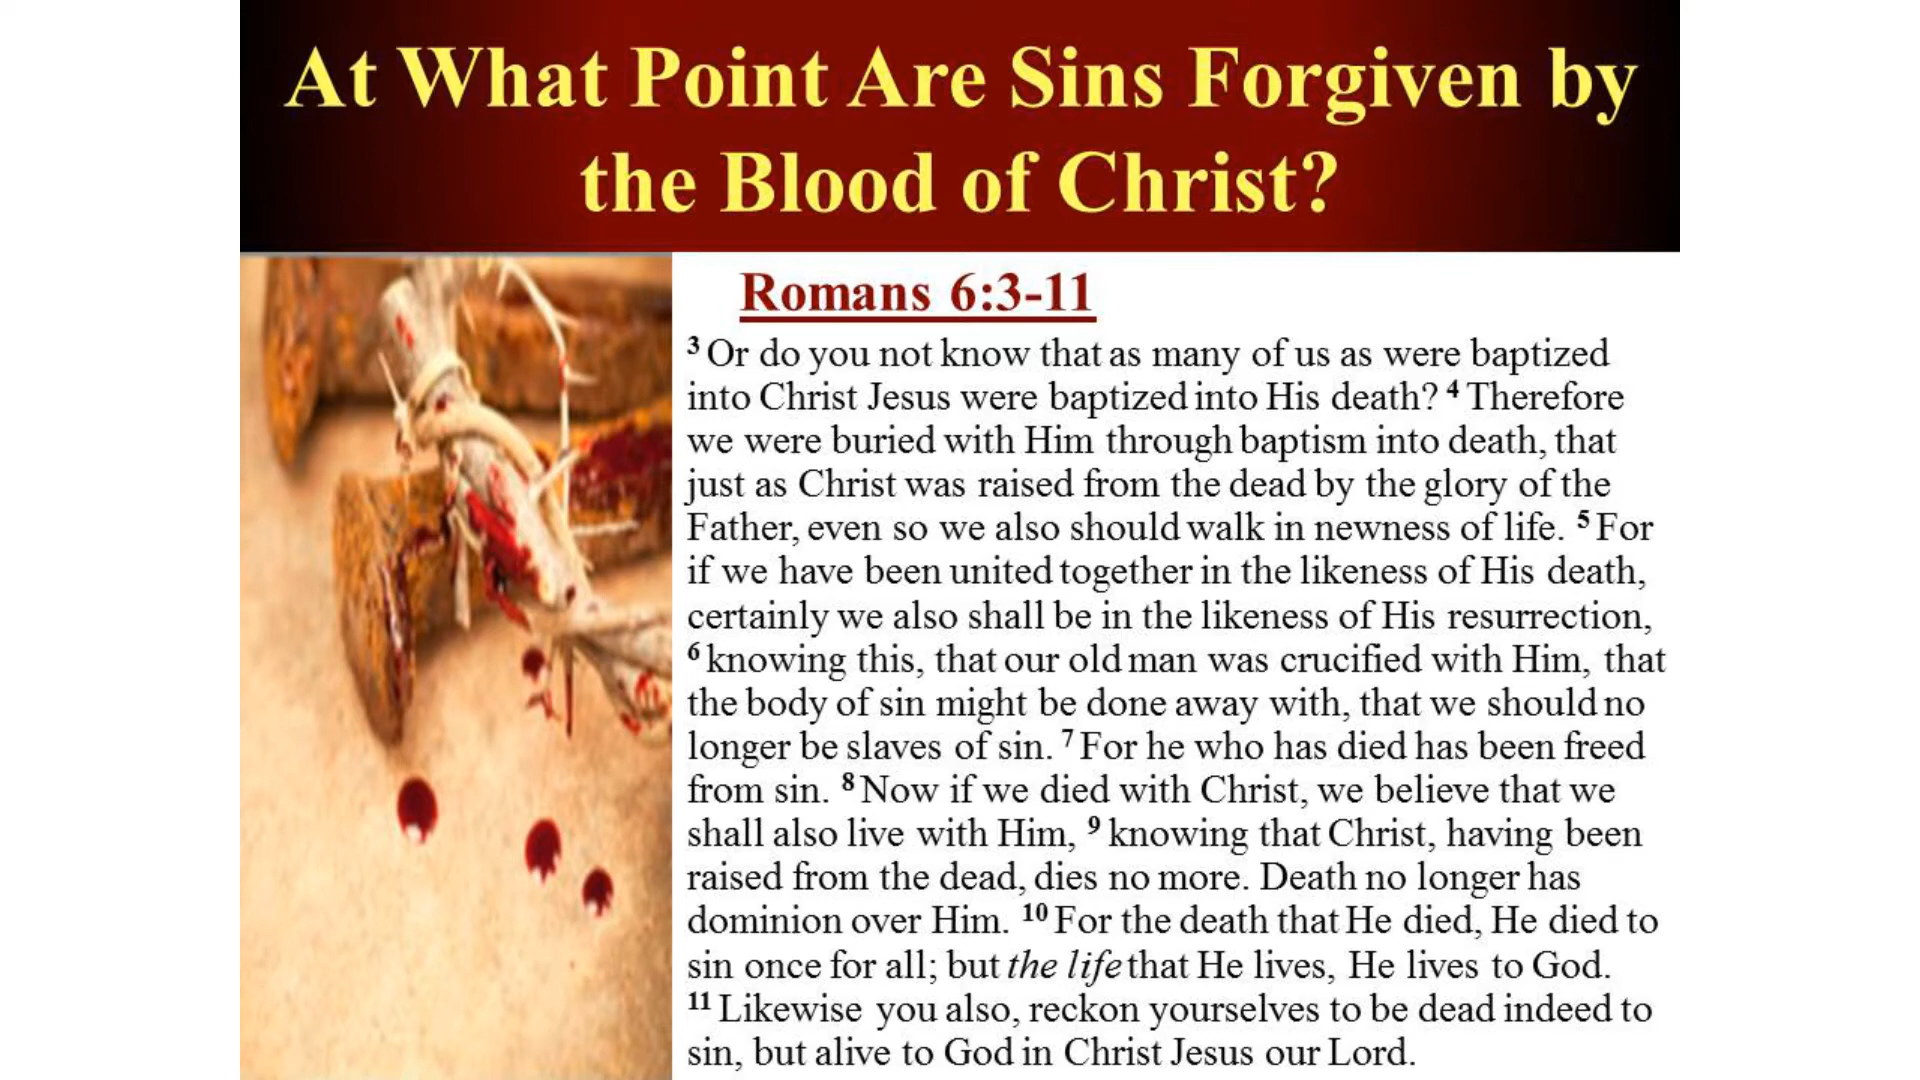 At What Point Are Sins Forgiven by
the Blood of Christ?
Romans 6:3-11
3 Or do you not know that as many of us as were baptized
into Christ Jesus were baptized into His death? 4 Therefore
we were buried with Him through baptism into death, that
just as Christ was raised from the dead by the glory of the
Father, even so we also should walk in newness of life. 5 For
if we have been united together in the likeness of His death,
certainly we also shall be in the likeness of His resurrection,
6 knowing this, that our old man was crucified with Him, that
the body of sin might be done away with, that we should no
longer be slaves of sin. 7 For he who has died has been freed
from sin. 8 Now if we died with Christ, we believe that we
shall also live with Him, 9 knowing that Christ, having been
raised from the dead, dies no more. Death no longer has
dominion over Him. 10 For the death that He died, He died to
sin once for all; but the life that He lives, He lives to God.
11 Likewise you also, reckon yourselves to be dead indeed to
sin, but alive to God in Christ Jesus our Lord.